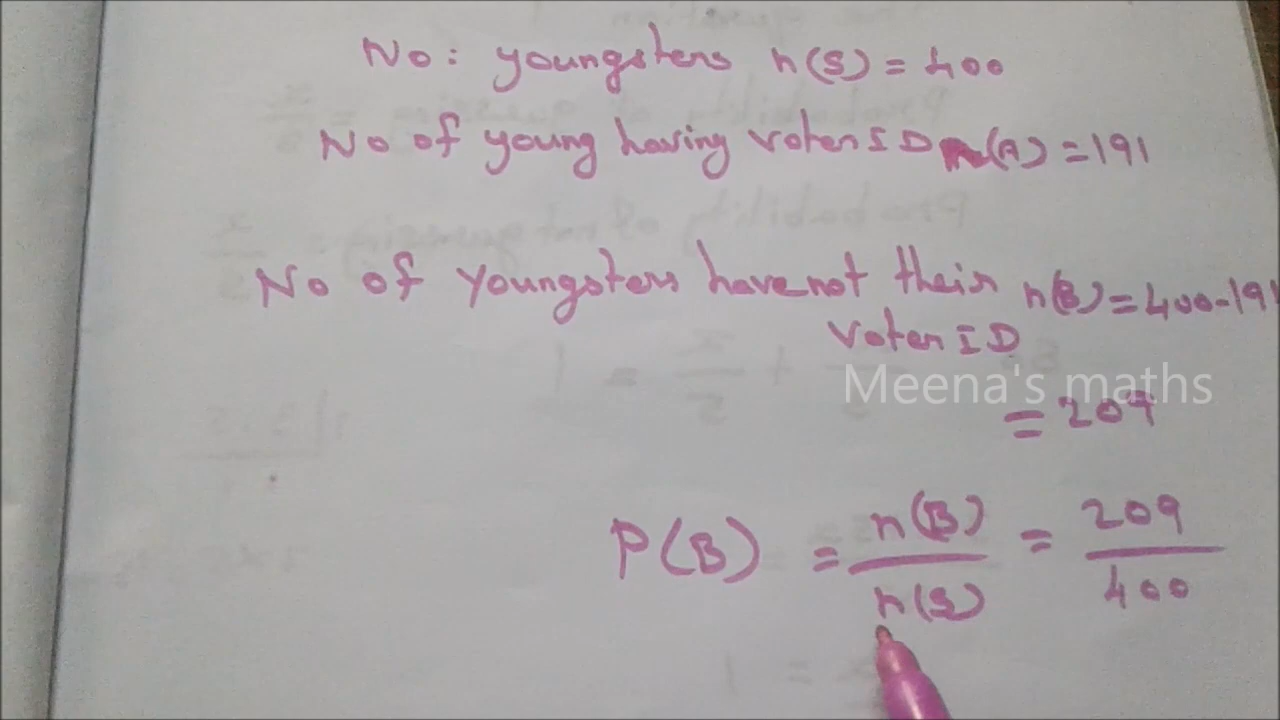 No: youngsters n(S) = 400
No of young having voter ID n(A) = 191
No of Youngsters have not their n(B) = 400-191
voter ID
Meena's maths
= 209
P(B) = n(B) / n(S) = 209 / 400